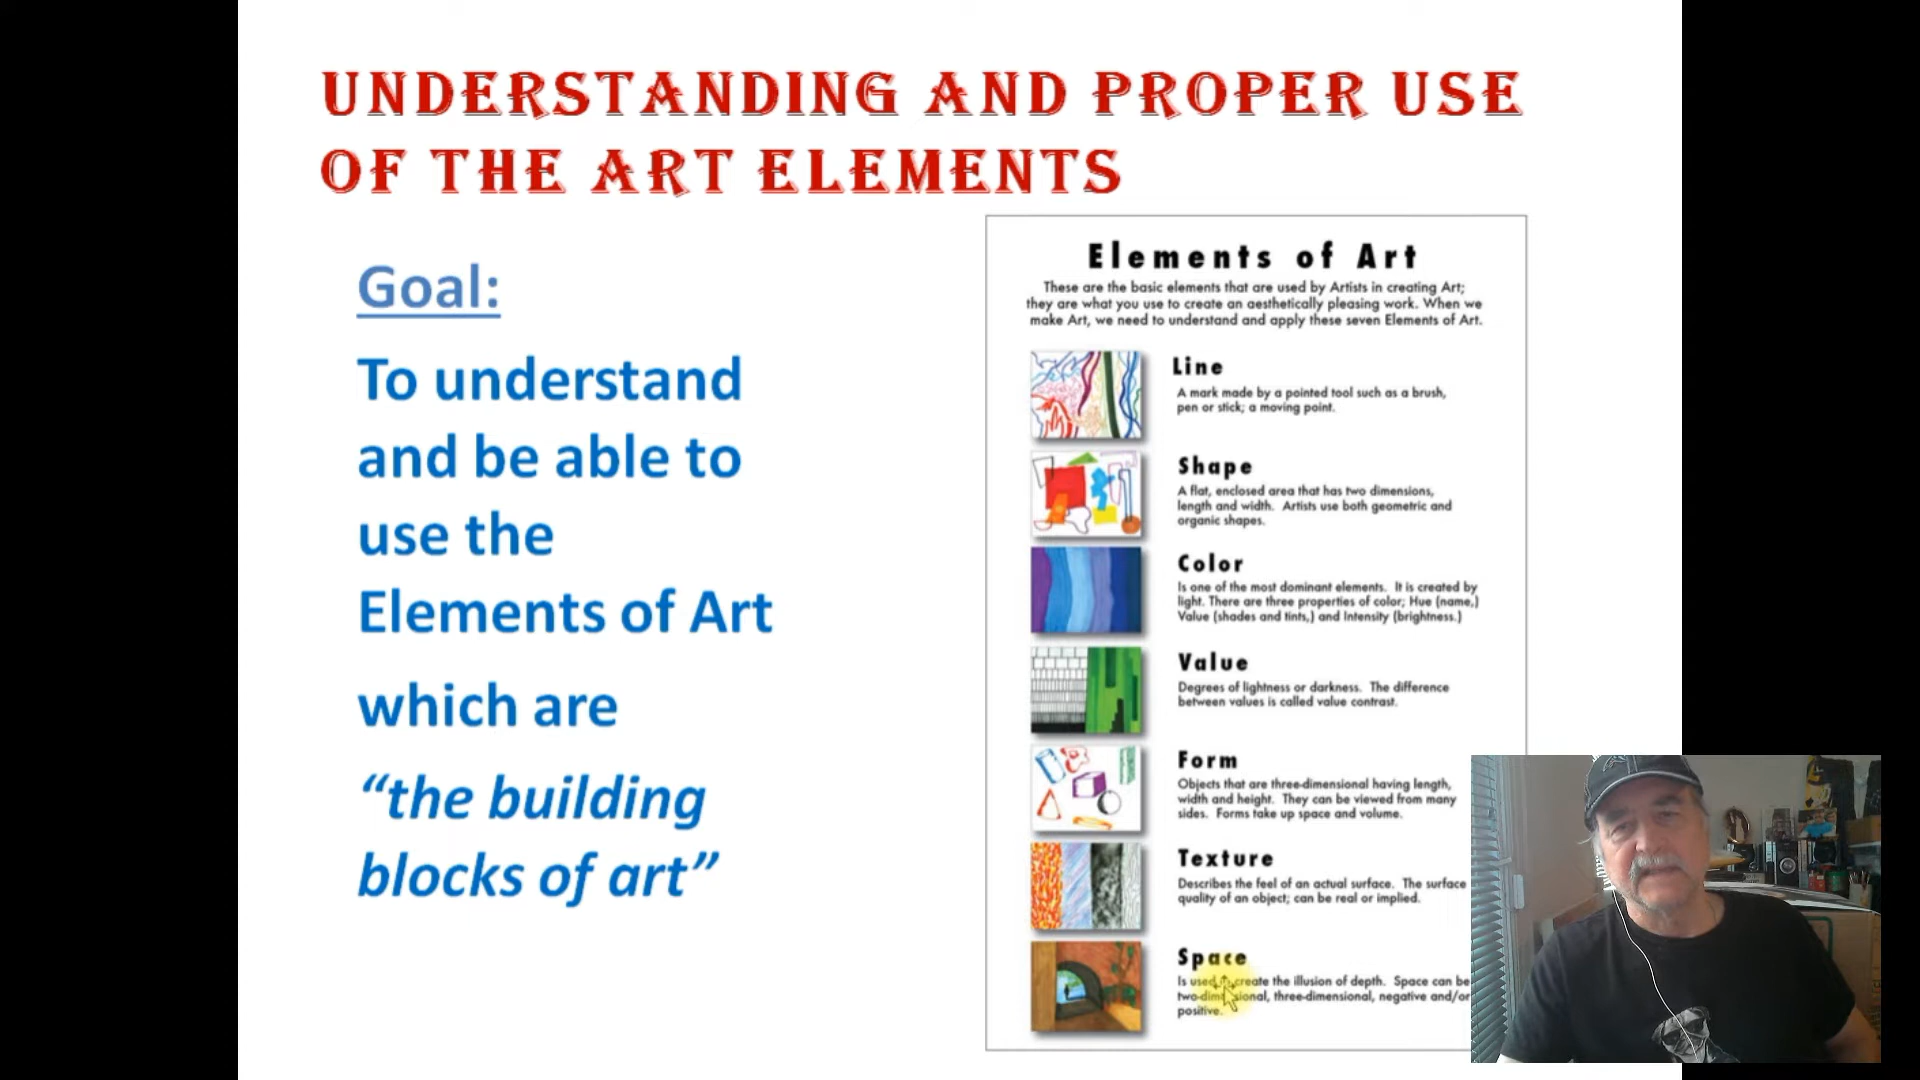 UNDERSTANDING AND PROPER USE
OF THE ART ELEMENTS
Goal:
To understand
and be able to
use the
Elements of Art
which are
“the building
blocks of art”
Elements of Art
These are the basic elements that are used by Artists in creating Art;
they are what you use to create an aesthetically pleasing work. When we
make Art, we need to understand and apply these seven Elements of Art.
Line
A mark made by a pointed tool such as a brush,
pen or stick; a moving point.
Shape
A flat, enclosed area that has two dimensions,
length and width. Artists use both geometric and
organic shapes.
Color
Is one of the most dominant elements. It is created by
light. There are three properties of color; Hue (name,)
Value (shades and tints,) and Intensity (brightness.)
Value
Degrees of lightness or darkness. The difference
between values is called value contrast.
Form
Objects that are three-dimensional having length,
width and height. They can be viewed from many
sides. Forms take up space and volume.
Texture
Describes the feel of an actual surface. The surface
quality of an object; can be real or implied.
Space
Is used to create the illusion of depth. Space can be
two-dimensional, three-dimensional, negative and/or
positive.